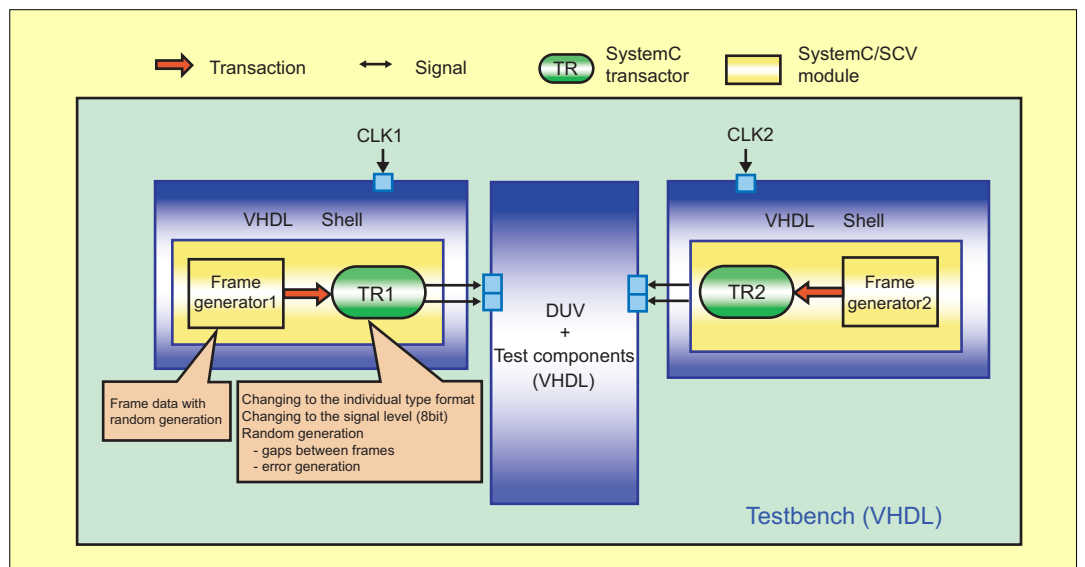 Transaction
Signal
TR
SystemC
transactor
SystemC/SCV
module
CLK1
CLK2
VHDL Shell
Frame
generator1
TR1
DUV
+
Test components
(VHDL)
VHDL Shell
TR2
Frame
generator2
Frame data with
random generation
Changing to the individual type format
Changing to the signal level (8bit)
Random generation
- gaps between frames
- error generation
Testbench (VHDL)